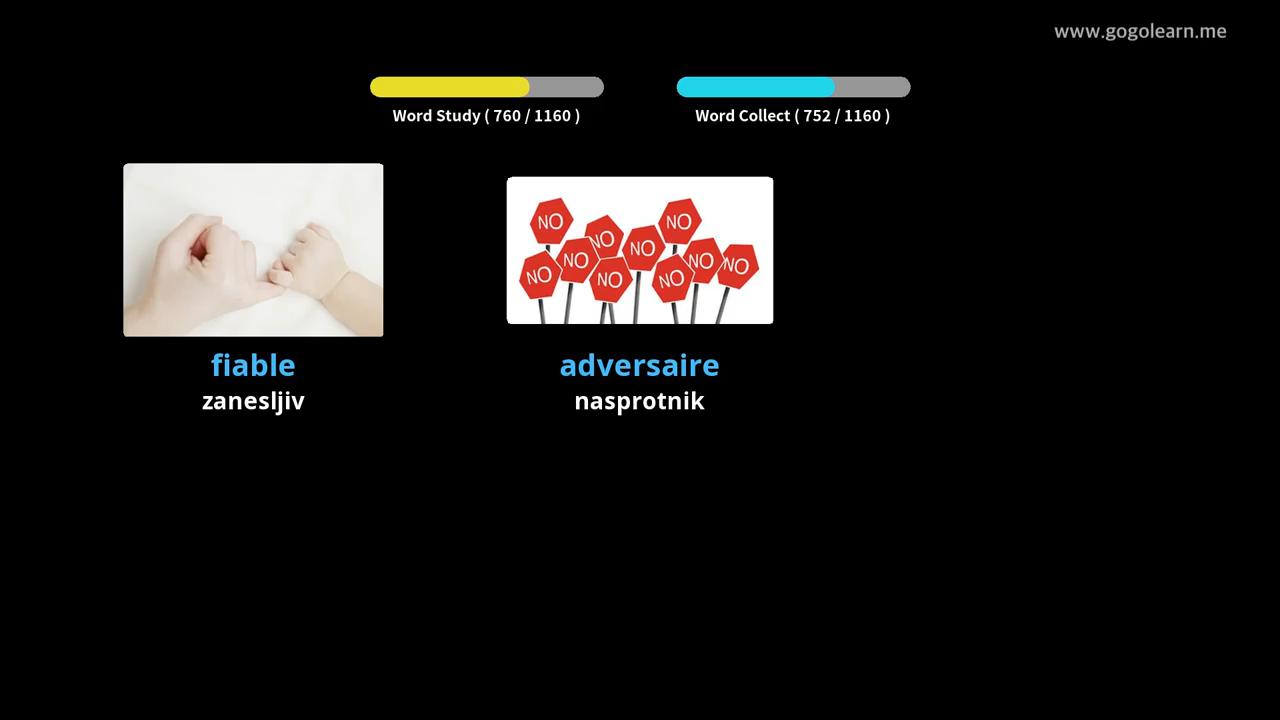 www.gogolearn.me
Word Study ( 760 / 1160 )
Word Collect ( 752 / 1160 )
NO
NO
NO
NO
NO
NO
NO
NO
NO
NO
fiable
zanesljiv
adversaire
nasprotnik